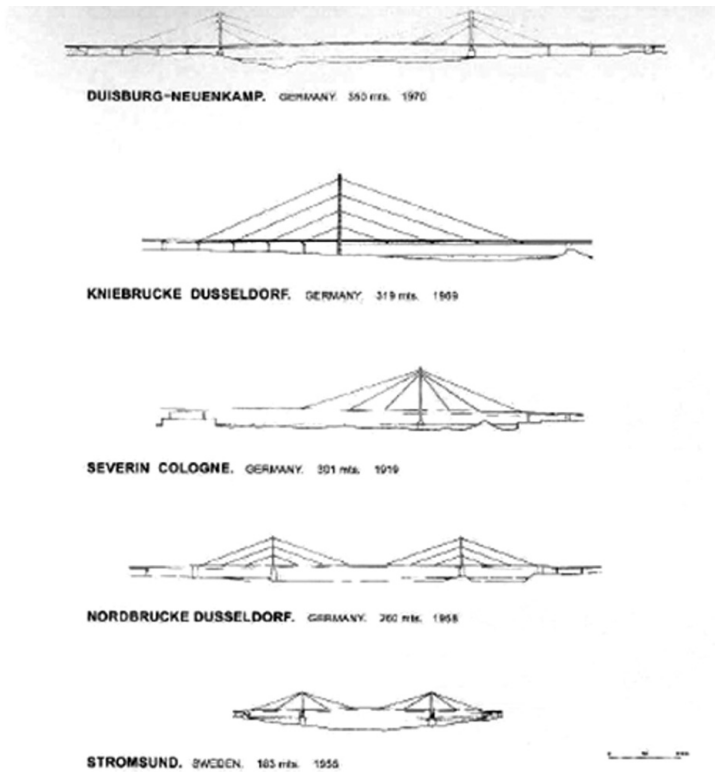 DUISBURG-NEUENKAMP. GERMANY. 350 mts. 1970
KNIEBRUCKE DUSSELDORF. GERMANY. 319 mts. 1969
SEVERIN COLOGNE. GERMANY. 301 mts. 1919
NORDBRUCKE DUSSELDORF. GERMANY. 260 mts. 1958
STROMSUND. SWEDEN. 183 mts.